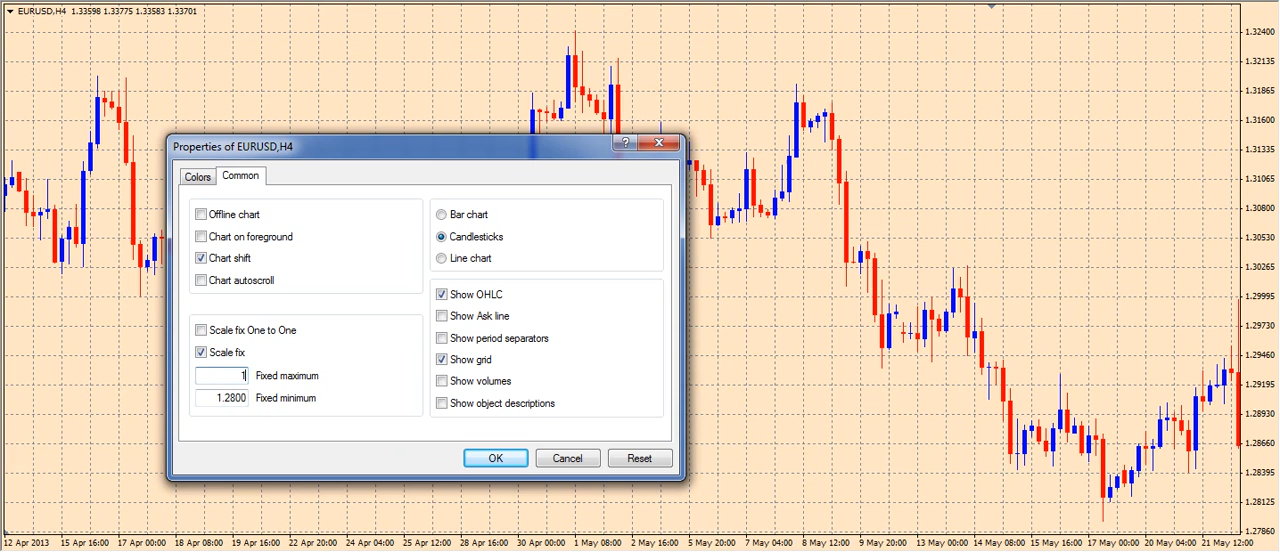 EURUSD,H4 1.33598 1.33775 1.33583 1.33701
Properties of EURUSD,H4
?
Colors
Common
Offline chart
Chart on foreground
Chart shift
Chart autoscroll
Scale fix One to One
Scale fix
1 Fixed maximum
1.2800 Fixed minimum
Bar chart
Candlesticks
Line chart
Show OHLC
Show Ask line
Show period separators
Show grid
Show volumes
Show object descriptions
OK
Cancel
Reset
1.32400
1.32135
1.31865
1.31600
1.31335
1.31065
1.30800
1.30530
1.30265
1.29995
1.29730
1.29460
1.29195
1.28930
1.28660
1.28395
1.28125
1.27860
12 Apr 2013 15 Apr 16:00 17 Apr 00:00 18 Apr 08:00 19 Apr 16:00 22 Apr 20:00 24 Apr 04:00 25 Apr 12:00 28 Apr 16:00 30 Apr 00:00 1 May 08:00 2 May 16:00 5 May 20:00 7 May 04:00 8 May 12:00 9 May 20:00 13 May 00:00 14 May 08:00 15 May 16:00 17 May 00:00 20 May 04:00 21 May 12:00